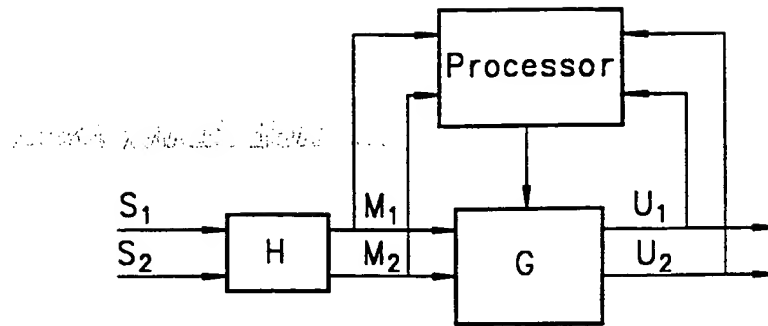 Processor
S₁ M₁ U₁
H G
S₂ M₂ U₂